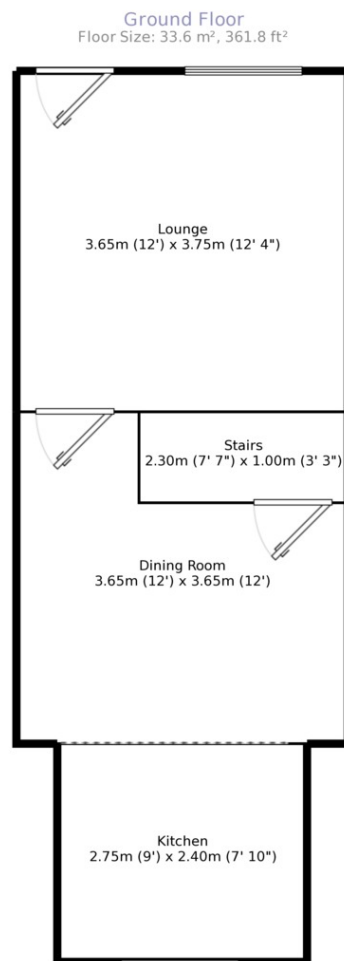 Ground Floor
Floor Size: 33.6 m², 361.8 ft²
Lounge
3.65m (12') x 3.75m (12' 4")
Stairs
2.30m (7' 7") x 1.00m (3' 3")
Dining Room
3.65m (12') x 3.65m (12')
Kitchen
2.75m (9') x 2.40m (7' 10")